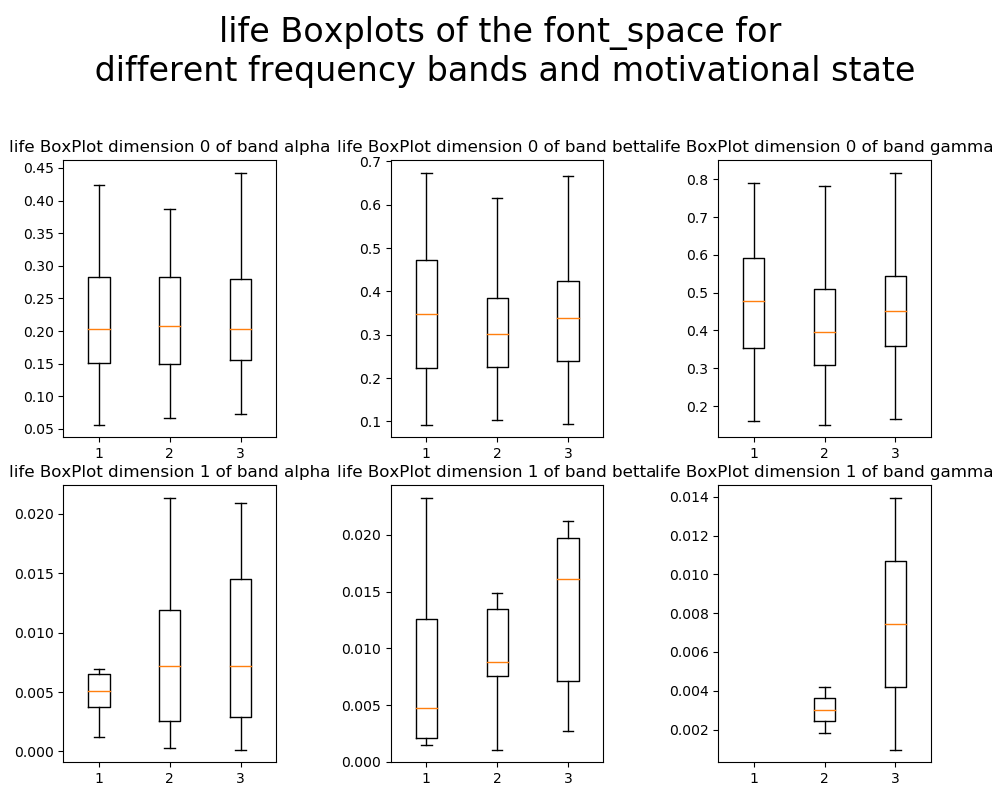 life Boxplots of the font_space for
different frequency bands and motivational state
life BoxPlot dimension 0 of band alpha
0.45
0.40
0.35
0.30
0.25
0.20
0.15
0.10
0.05
1 2 3
life BoxPlot dimension 0 of band betta
0.7
0.6
0.5
0.4
0.3
0.2
0.1
1 2 3
life BoxPlot dimension 0 of band gamma
0.8
0.7
0.6
0.5
0.4
0.3
0.2
1 2 3
life BoxPlot dimension 1 of band alpha
0.020
0.015
0.010
0.005
0.000
1 2 3
life BoxPlot dimension 1 of band betta
0.020
0.015
0.010
0.005
0.000
1 2 3
life BoxPlot dimension 1 of band gamma
0.014
0.012
0.010
0.008
0.006
0.004
0.002
1 2 3